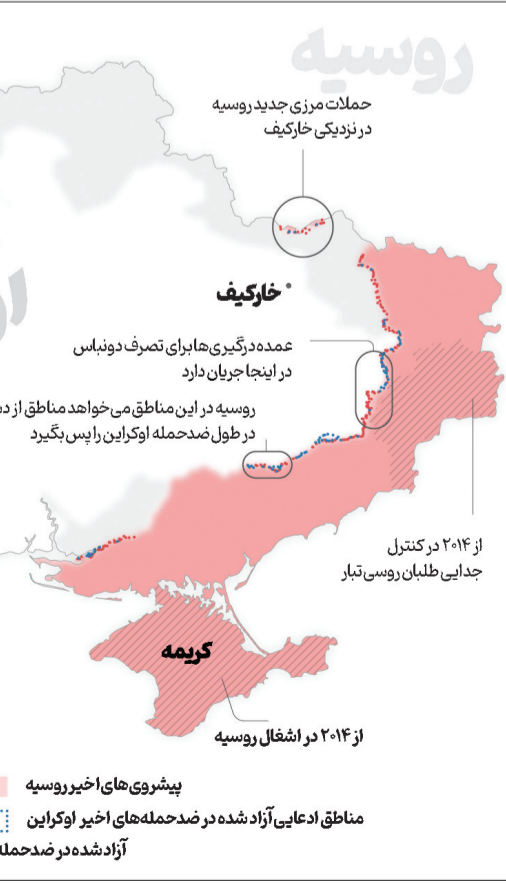 روسیه
حملات مرزی جدید روسیه
در نزدیکی خارکیف
خارکیف
عمده درگیری‌ها برای تصرف دونباس
در اینجا جریان دارد
روسیه در این مناطق می‌خواهد مناطق از
در طول ضدحمله اوکراین را پس بگیرد
از ۲۰۱۴ در کنترل
جدایی طلبان روسی تبار
کریمه
از ۲۰۱۴ در اشغال روسیه
پیشروی‌های اخیر روسیه
مناطق ادعایی آزاد شده در ضدحمله‌های اخیر اوکراین
آزاد شده در ضدحمله